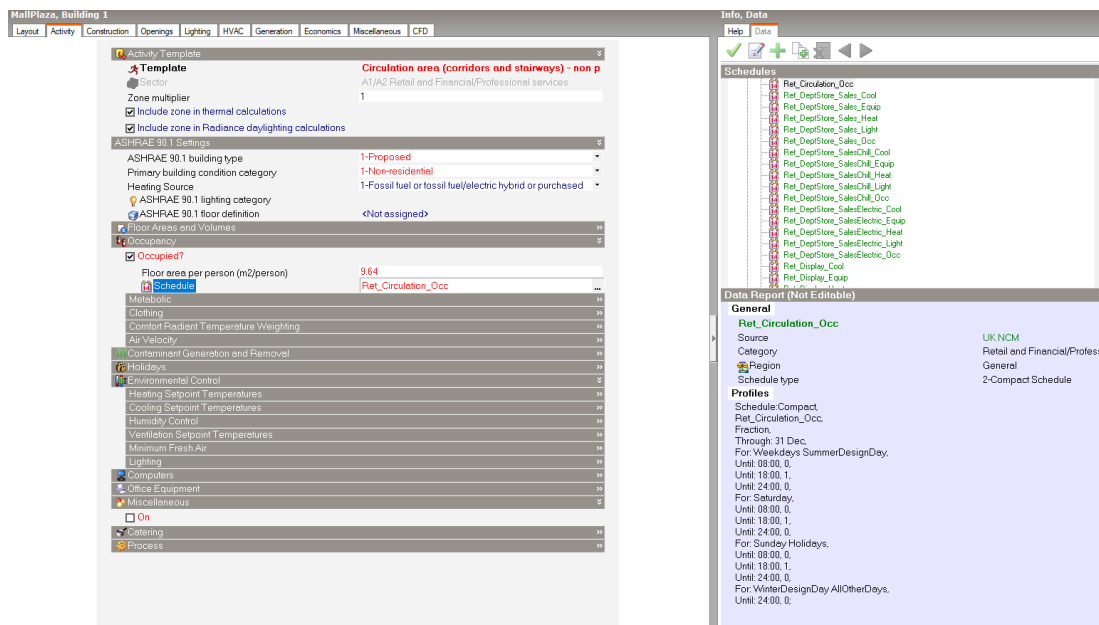 MallPlaza, Building 1
Layout Activity Construction Openings Lighting HVAC Generation Economics Miscellaneous CFD
Activity Template
Template Circulation area (corridors and stairways) - non p
Sector A1/A2 Retail and Financial/Professional services
Zone multiplier 1
Include zone in thermal calculations
Include zone in Radiance daylighting calculations
ASHRAE 90.1 Settings
ASHRAE 90.1 building type 1-Proposed
Primary building condition category 1-Non-residential
Heating Source 1-Fossil fuel or fossil fuel/electric hybrid or purchased
ASHRAE 90.1 lighting category
ASHRAE 90.1 floor definition <Not assigned>
Floor Areas and Volumes
Occupancy
Occupied?
Floor area per person (m2/person) 9.64
Schedule Ret_Circulation_Occ ...
Metabolic
Clothing
Comfort Radiant Temperature Weighting
Air Velocity
Contaminant Generation and Removal
Holidays
Environmental Control
Heating Setpoint Temperatures
Cooling Setpoint Temperatures
Humidity Control
Ventilation Setpoint Temperatures
Minimum Fresh Air
Lighting
Computers
Office Equipment
Miscellaneous
On
Catering
Process
Info, Data
Help Data
Schedules
Ret_Circulation_Occ
Ret_DeptStore_Sales_Cool
Ret_DeptStore_Sales_Equip
Ret_DeptStore_Sales_Heat
Ret_DeptStore_Sales_Light
Ret_DeptStore_Sales_Occ
Ret_DeptStore_SalesChill_Cool
Ret_DeptStore_SalesChill_Equip
Ret_DeptStore_SalesChill_Heat
Ret_DeptStore_SalesChill_Light
Ret_DeptStore_SalesChill_Occ
Ret_DeptStore_SalesElectric_Cool
Ret_DeptStore_SalesElectric_Equip
Ret_DeptStore_SalesElectric_Heat
Ret_DeptStore_SalesElectric_Light
Ret_DeptStore_SalesElectric_Occ
Ret_Display_Cool
Ret_Display_Equip
Data Report (Not Editable)
General
Ret_Circulation_Occ
Source UK NCM
Category Retail and Financial/Profess
Region General
Schedule type 2-Compact Schedule
Profiles
Schedule:Compact,
Ret_Circulation_Occ,
Fraction,
Through: 31 Dec,
For: Weekdays SummerDesignDay,
Until: 08:00, 0,
Until: 18:00, 1,
Until: 24:00, 0,
For: Saturday,
Until: 08:00, 0,
Until: 18:00, 1,
Until: 24:00, 0,
For: Sunday Holidays,
Until: 08:00, 0,
Until: 18:00, 1,
Until: 24:00, 0,
For: WinterDesignDay AllOtherDays,
Until: 24:00, 0;